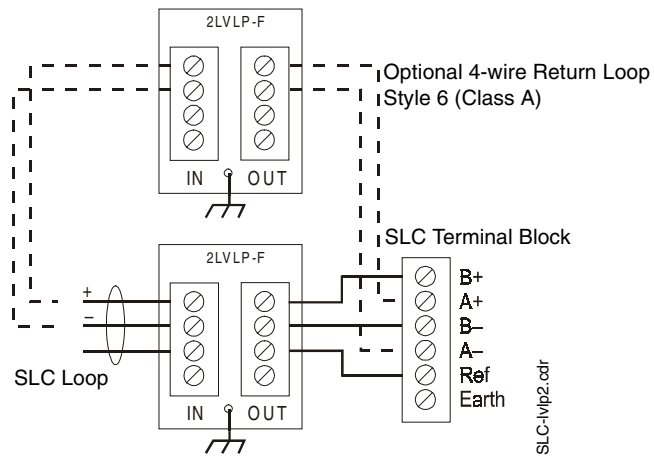 2LVLP-F
Optional 4-wire Return Loop
Style 6 (Class A)
IN OUT
SLC Terminal Block
2LVLP-F
B+
+
A+
–
B–
A–
SLC Loop
Ref
Earth
IN OUT
SLC-lvlp2.cdr